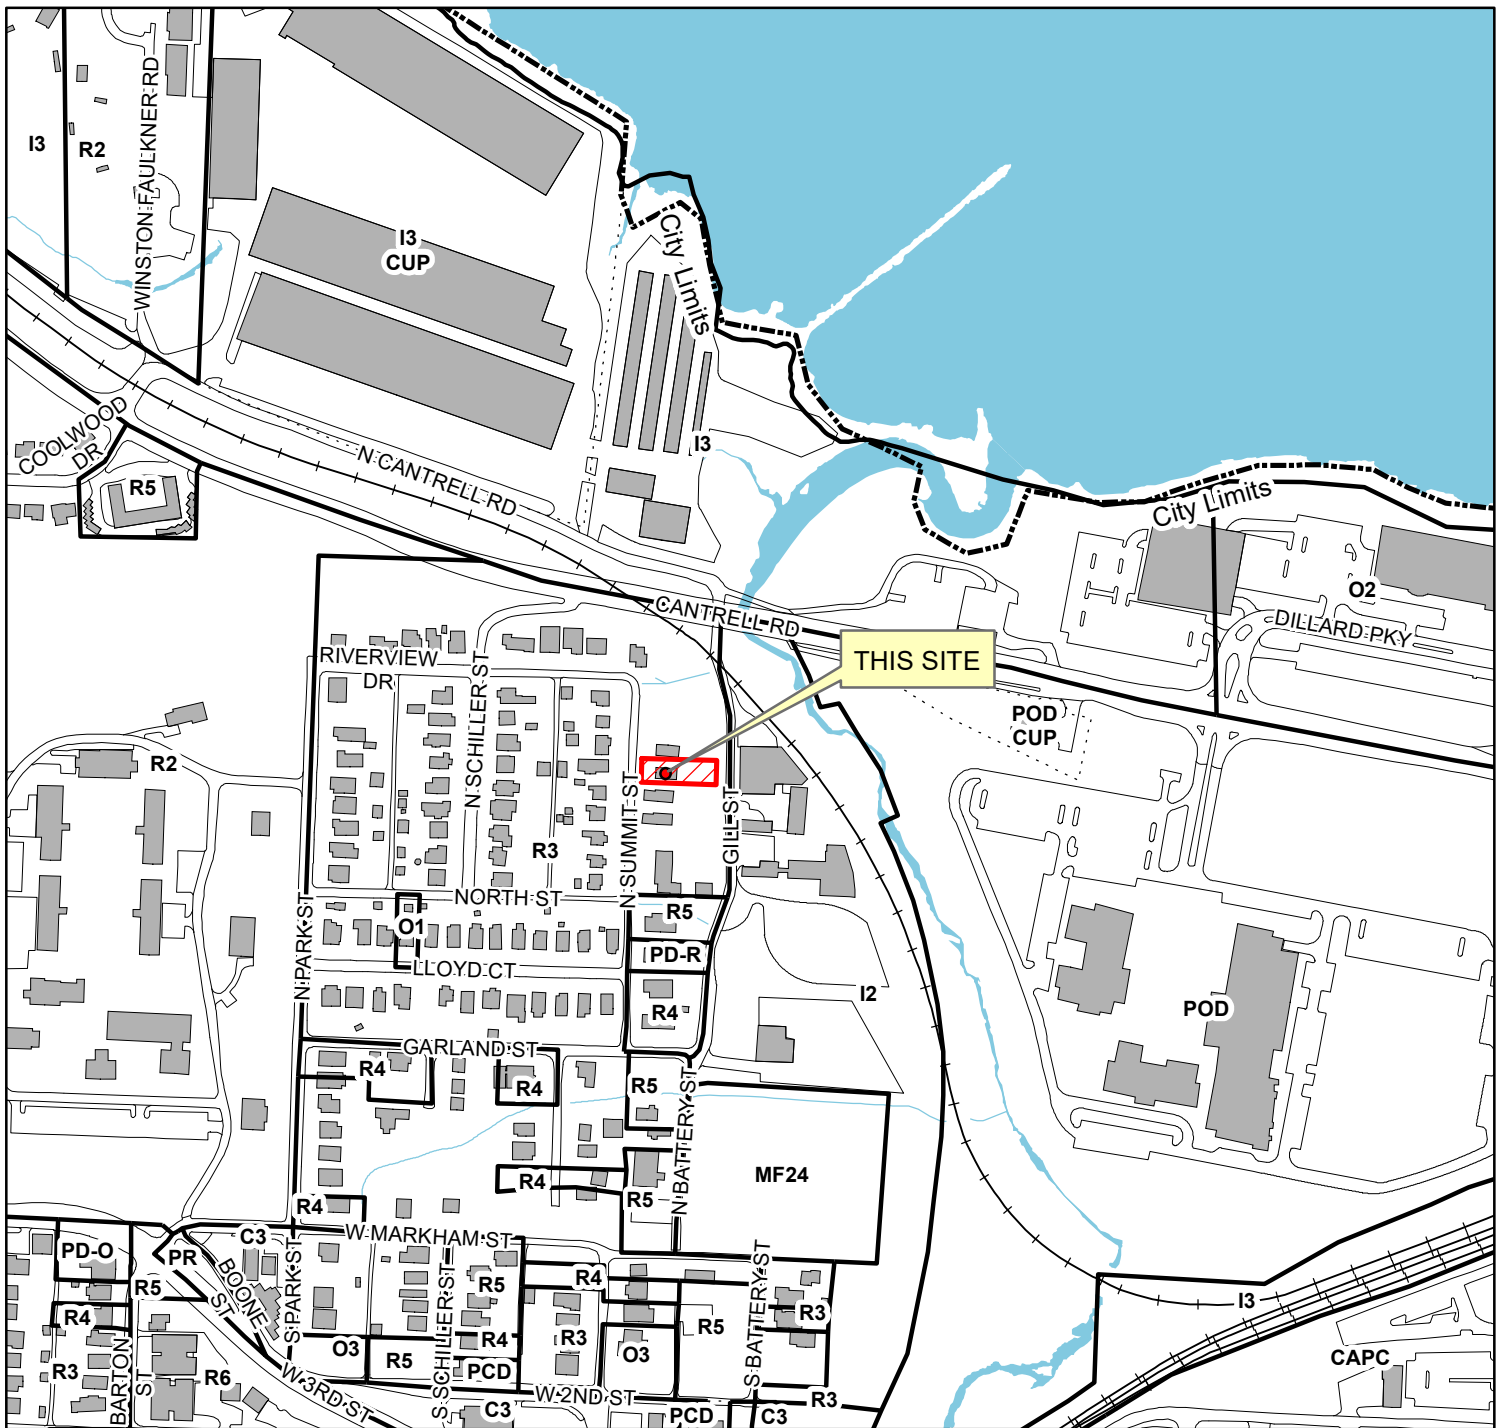 I3
R2
WINSTON FAULKNER RD
I3
CUP
City Limits
COOLWOOD
DR
R5
N CANTRELL RD
I3
City Limits
O2
DILLARD PKY
CANTRELL RD
THIS SITE
RIVERVIEW
DR
N SCHILLER ST
POD
CUP
R2
N SUMMIT ST
GILL ST
R3
NORTH ST
N PARK ST
O1
R5
PD-R
LLOYD CT
I2
R4
POD
GARLAND ST
R4
R4
R5
N BATTERY ST
MF24
R4
R5
R4
W MARKHAM ST
C3
PD-O
PR
BOONE
ST
S PARK ST
R5
R4
R5
S SCHILLER ST
R4
S BATTERY ST
R3
I3
R4
R3
BARTON
ST
R6
O3
R5
R4
PCD
R3
O3
R5
CAPC
W 3RD ST
W 2ND ST
C3
PCD
C3
R3